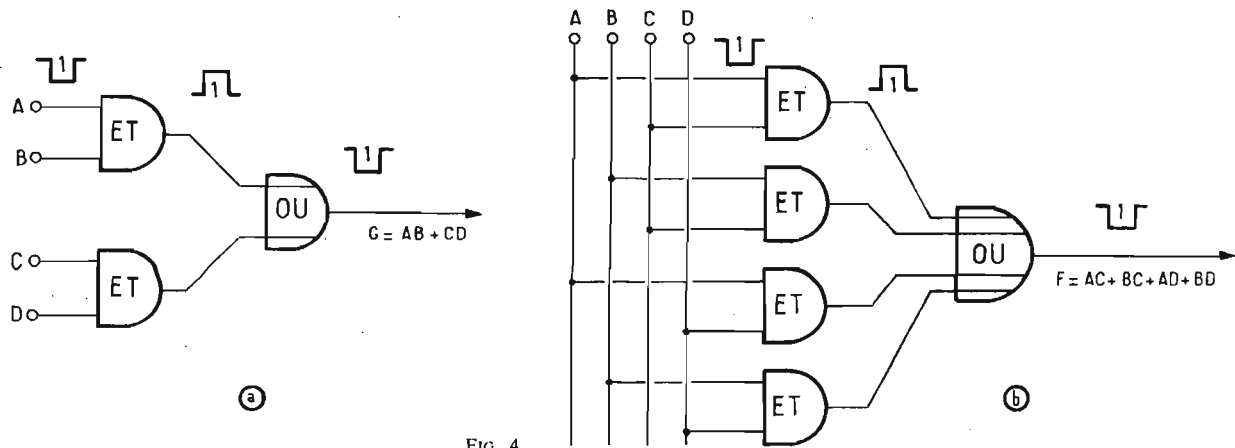 1
A
ET
1
B
OU
1
G = AB + CD
C
ET
D
a
A B C D
1
ET
1
ET
OU
1
F = AC + BC + AD + BD
ET
ET
b
FIG. 4